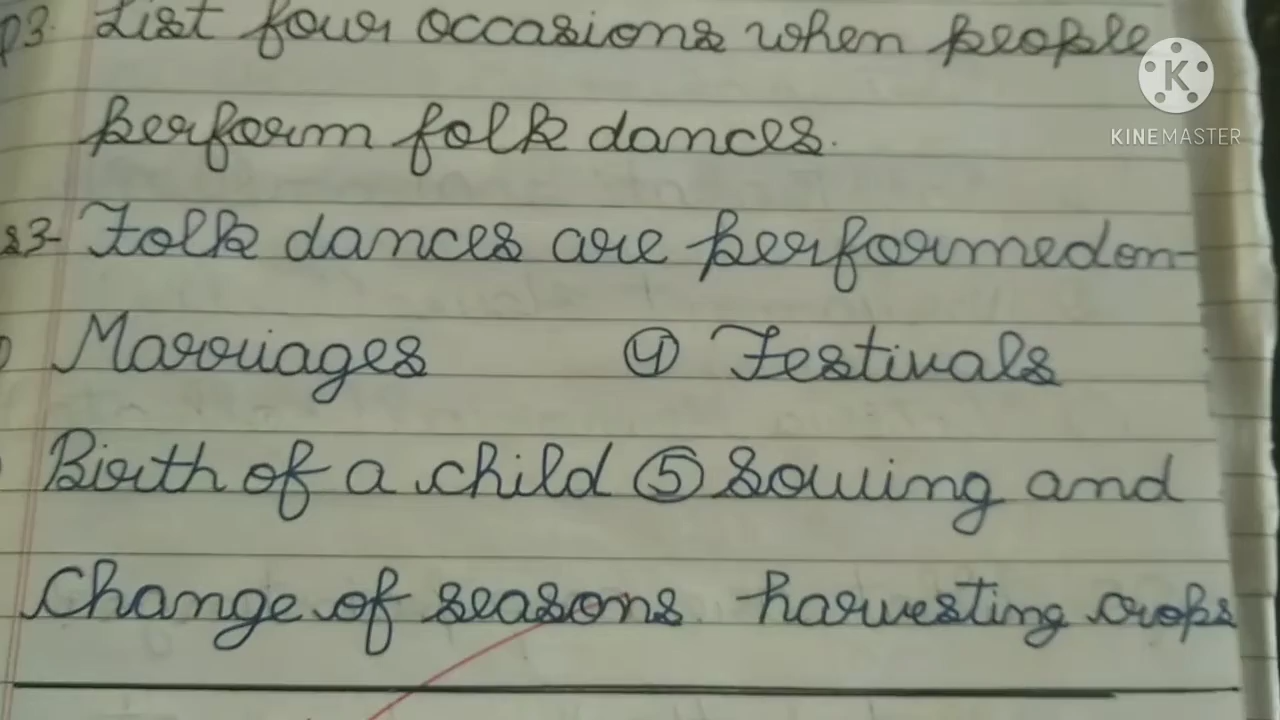 Q3. List four occasions when people
perform folk dances.
s3- Folk dances are performed on-
Marriages ④ Festivals
Birth of a child ⑤ Sowing and
Change of seasons harvesting crops
K
KINEMASTER